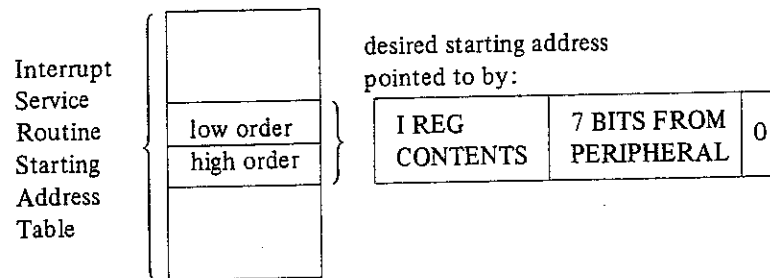 Interrupt
Service
Routine
Starting
Address
Table
low order
high order
desired starting address
pointed to by:
I REG
CONTENTS
7 BITS FROM
PERIPHERAL
0